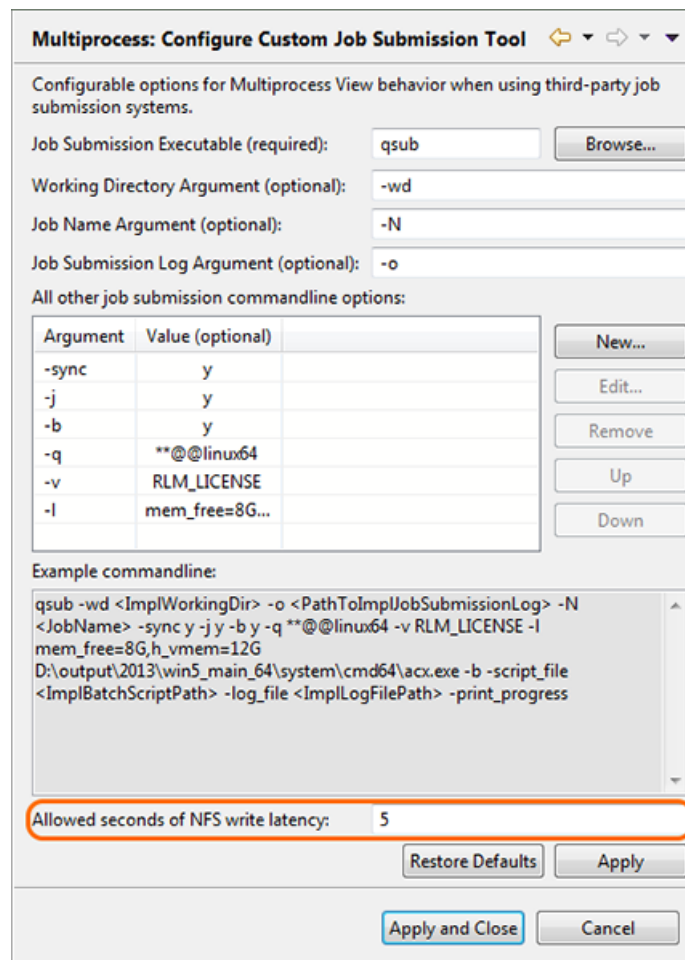 Multiprocess: Configure Custom Job Submission Tool
Configurable options for Multiprocess View behavior when using third-party job
submission systems.
Job Submission Executable (required): qsub Browse...
Working Directory Argument (optional): -wd
Job Name Argument (optional): -N
Job Submission Log Argument (optional): -o
All other job submission commandline options:
Argument Value (optional)
New...
-sync y
Edit...
-j y
-b y
Remove
-q **@@linux64
Up
-v RLM_LICENSE
-l mem_free=8G...
Down
Example commandline:
qsub -wd <ImplWorkingDir> -o <PathToImplJobSubmissionLog> -N
<JobName> -sync y -j y -b y -q **@@linux64 -v RLM_LICENSE -l
mem_free=8G,h_vmem=12G
D:\output\2013\win5_main_64\system\cmd64\acx.exe -b -script_file
<ImplBatchScriptPath> -log_file <ImplLogFilePath> -print_progress
Allowed seconds of NFS write latency: 5
Restore Defaults Apply
Apply and Close Cancel